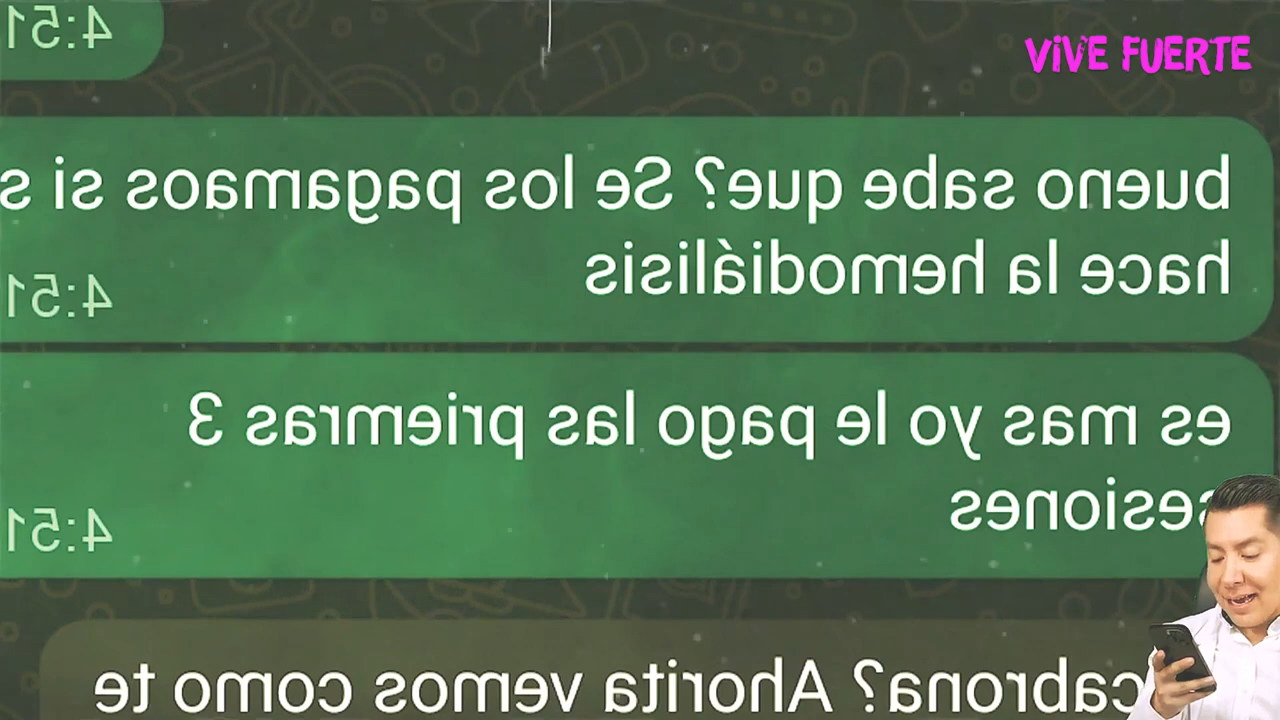 4:51
VIVE FUERTE
bueno sabe que? Se los pagamaos si s
hace la hemodiálisis
4:51
es mas yo le pago las priemras 3
sesiones
4:51
cabrona? Ahorita vemos como te